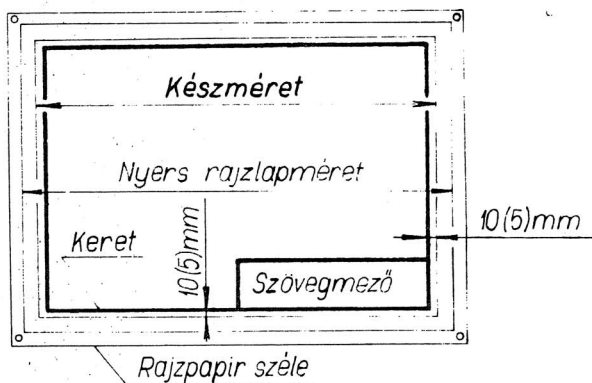 Készméret
Nyers rajzlapméret
Keret
10(5)mm
10(5)mm
Szövegmező
Rajzpapir széle